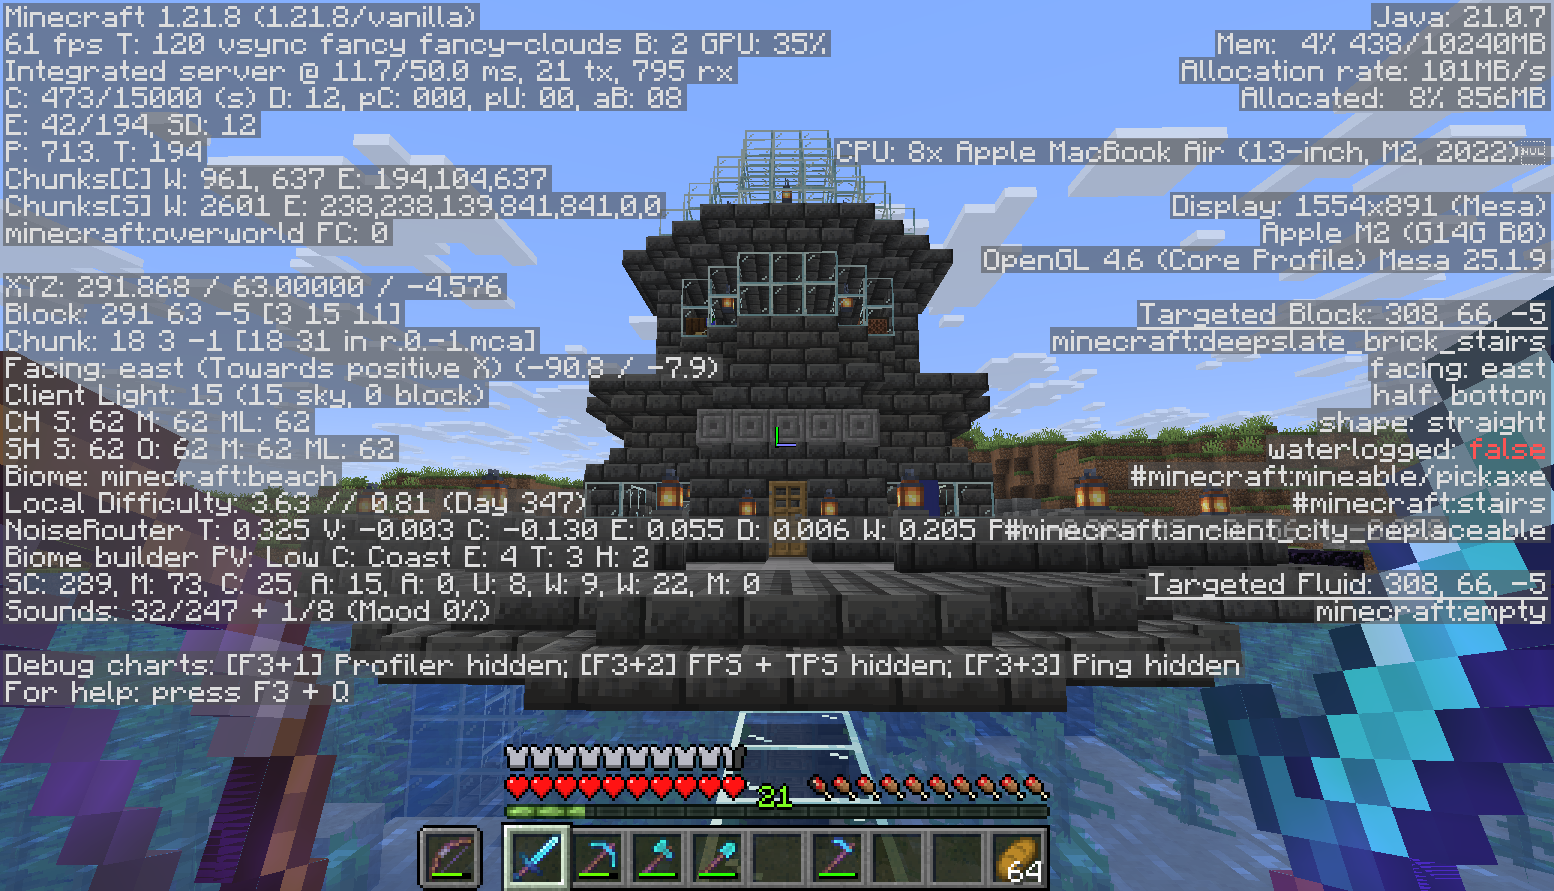 Minecraft 1.21.8 (1.21.8/vanilla)
61 fps T: 120 vsync fancy fancy-clouds B: 2 GPU: 35%
Integrated server @ 11.7/50.0 ms, 21 tx, 795 rx
C: 473/15000 (s) D: 12, pC: 000, pU: 00, aB: 08
E: 42/194, SD: 12
P: 713. T: 194
Chunks[C] W: 961, 637 E: 194,104,637
Chunks[S] W: 2601 E: 238,238,139,841,841,0,0
minecraft:overworld FC: 0
XYZ: 291.868 / 63.00000 / -4.576
Block: 291 63 -5 [3 15 11]
Chunk: 18 3 -1 [18 31 in r.0.-1.mca]
Facing: east (Towards positive X) (-90.8 / -7.9)
Client Light: 15 (15 sky, 0 block)
CH S: 62 M: 62 ML: 62
SH S: 62 O: 62 M: 62 ML: 62
Biome: minecraft:beach
Local Difficulty: 3.63 // 0.81 (Day 347)
NoiseRouter T: 0.325 V: -0.003 C: -0.130 E: 0.055 D: 0.006 W: 0.205 P
Biome builder PV: Low C: Coast E: 4 T: 3 H: 2
SC: 289, M: 73, C: 25, A: 15, A: 0, U: 8, W: 9, W: 22, M: 0
Sounds: 32/247 + 1/8 (Mood 0%)
Debug charts: [F3+1] Profiler hidden; [F3+2] FPS + TPS hidden; [F3+3] Ping hidden
For help: press F3 + Q
Java: 21.0.7
Mem: 4% 438/10240MB
Allocation rate: 101MB/s
Allocated: 8% 856MB
CPU: 8x Apple MacBook Air (13-inch, M2, 2022)
Display: 1554x891 (Mesa)
Apple M2 (G14G B0)
OpenGL 4.6 (Core Profile) Mesa 25.1.9
Targeted Block: 308, 66, -5
minecraft:deepslate_brick_stairs
facing: east
half: bottom
shape: straight
waterlogged: false
#minecraft:mineable/pickaxe
#minecraft:stairs
#minecraft:ancient_city_replaceable
Targeted Fluid: 308, 66, -5
minecraft:empty
21
64